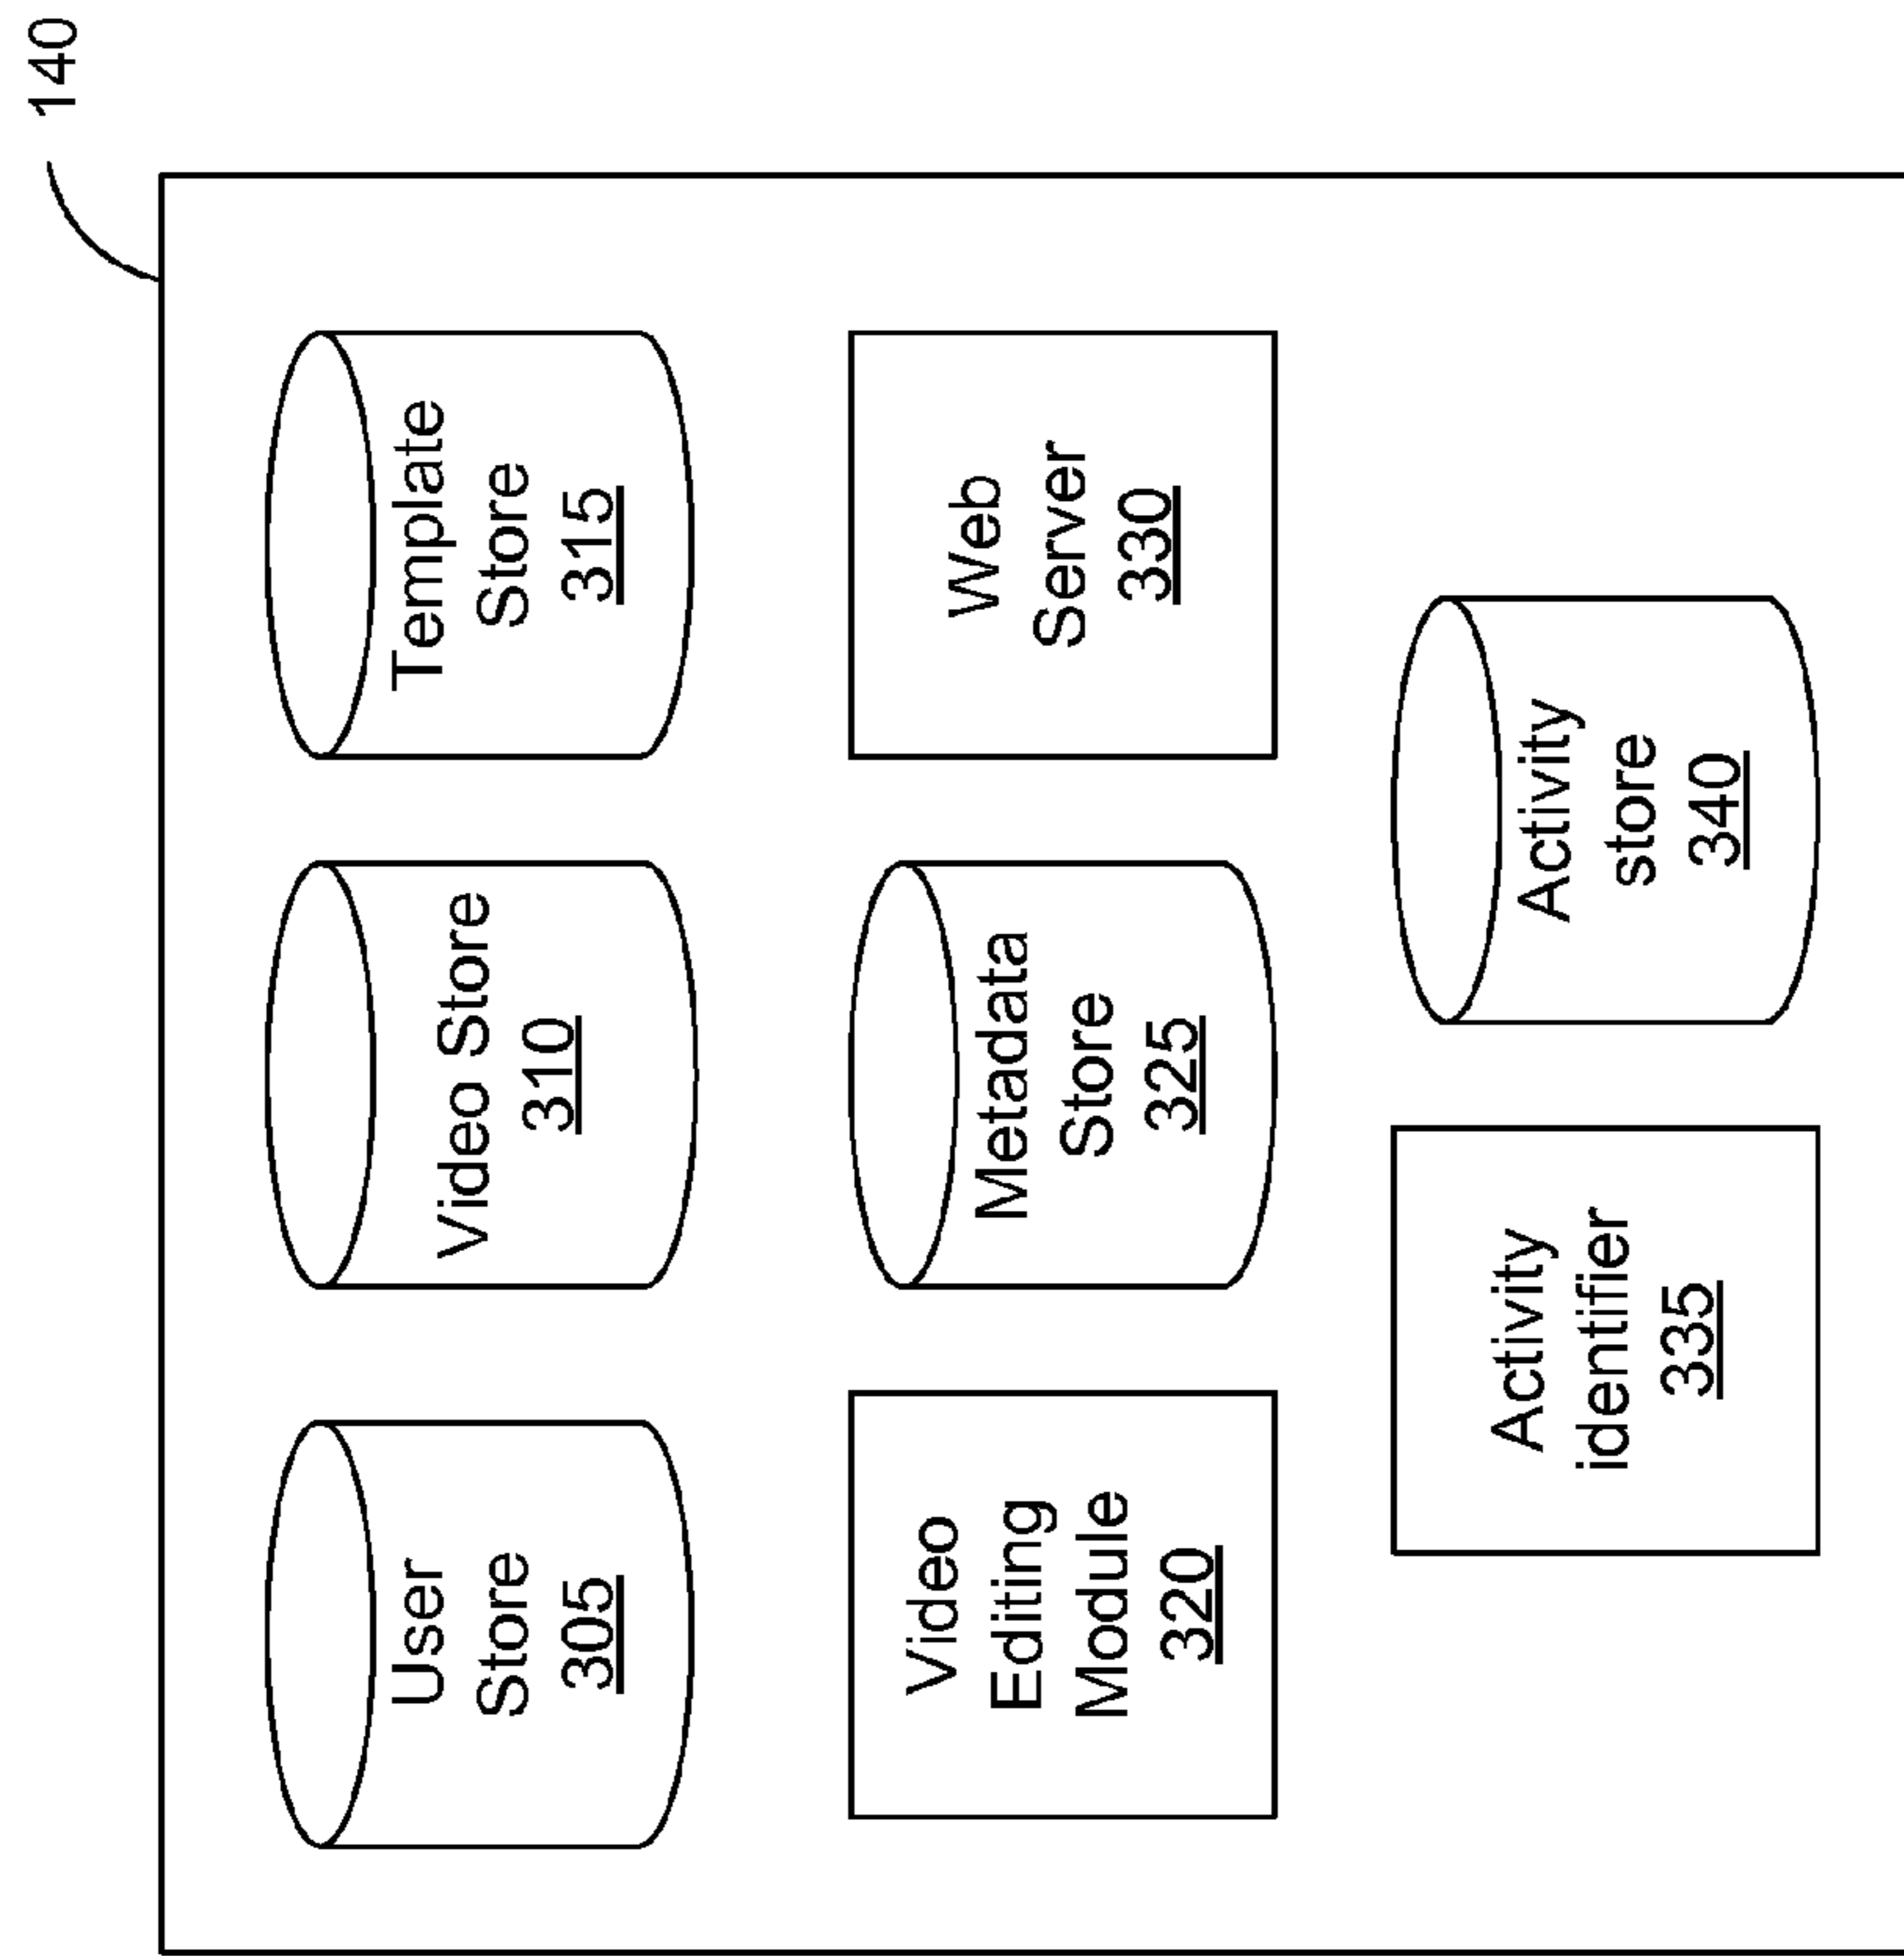 140
User
Store
305
Video Store
310
Template
Store
315
Video
Editing
Module
320
Metadata
Store
325
Web
Server
330
Activity
identifier
335
Activity
store
340